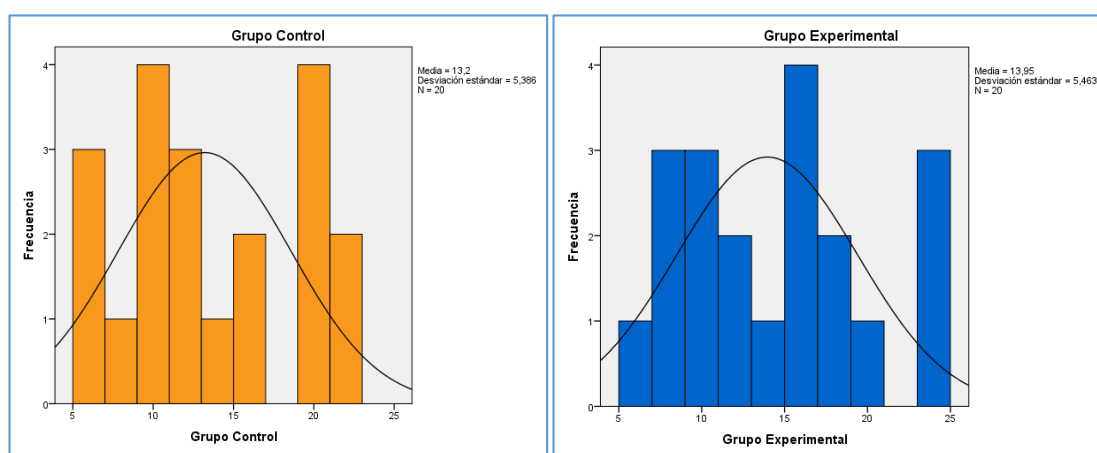 Grupo Control
Media = 13,2
Desviación estándar = 5,386
N = 20
4
3
2
1
0
Frecuencia
5
10
15
20
25
Grupo Control
Grupo Experimental
Media = 13,95
Desviación estándar = 5,463
N = 20
4
3
2
1
0
Frecuencia
5
10
15
20
25
Grupo Experimental